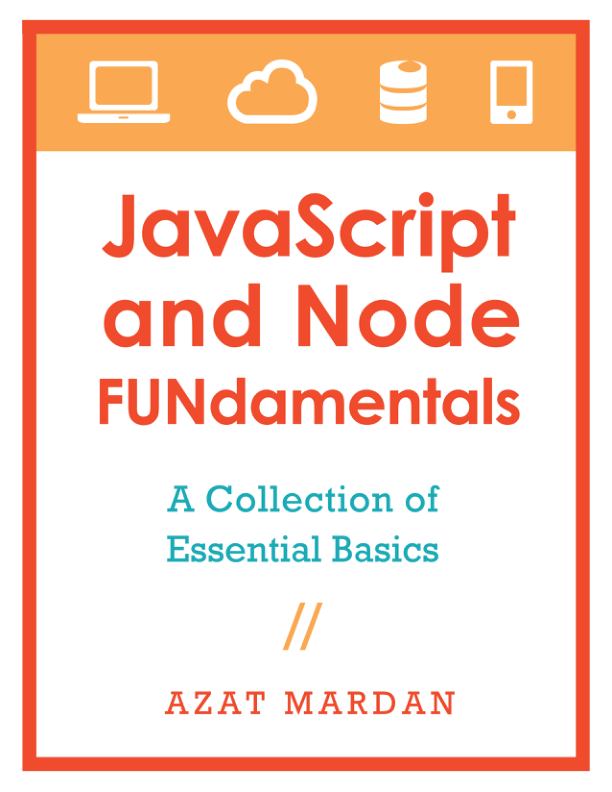 JavaScript
and Node
FUNdamentals
A Collection of
Essential Basics
//
AZAT MARDAN